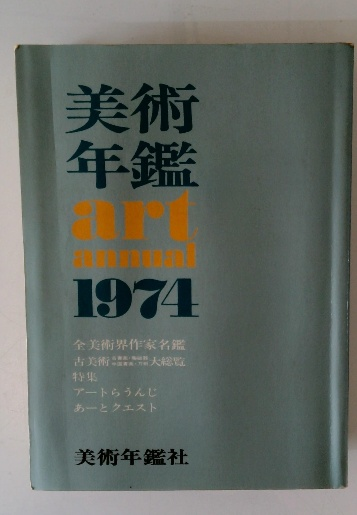 美術
年鑑
art
annual
1974
全美術界作家名鑑
古美術 大総覧
特集
アートらうんじ
あーとクエスト
美術年鑑社